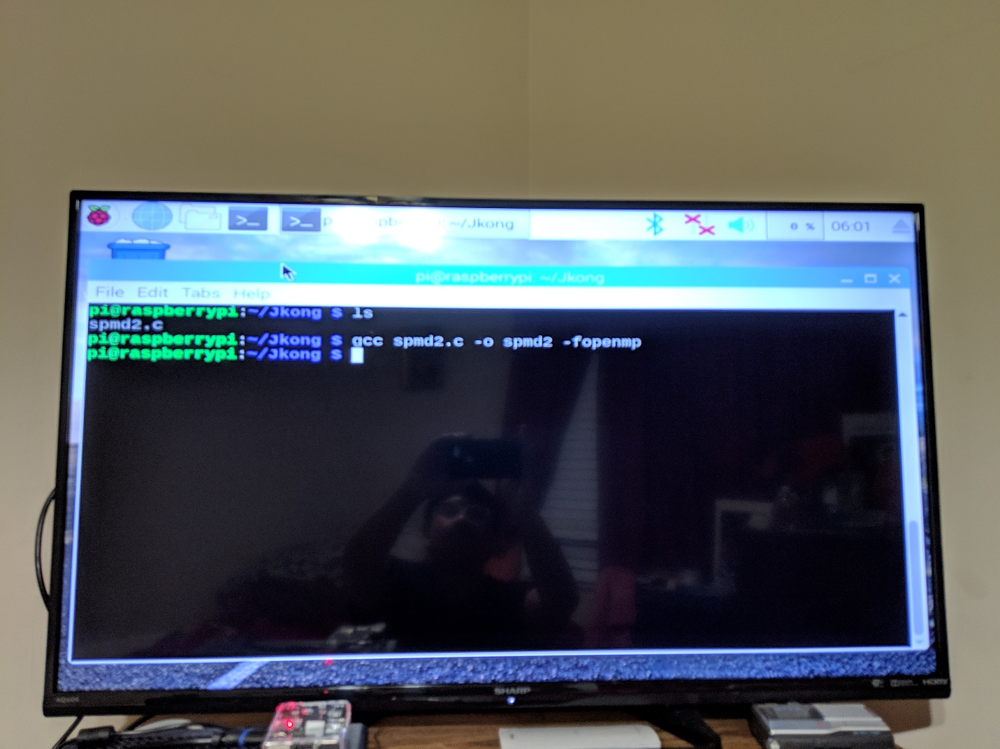 ~/Jkong
0 %
06:01
pi@raspberrypi: ~/Jkong
File Edit Tabs Help
pi@raspberrypi:~/Jkong $ ls
spmd2.c
pi@raspberrypi:~/Jkong $ gcc spmd2.c -o spmd2 -fopenmp
pi@raspberrypi:~/Jkong $
SHARP
HDMI